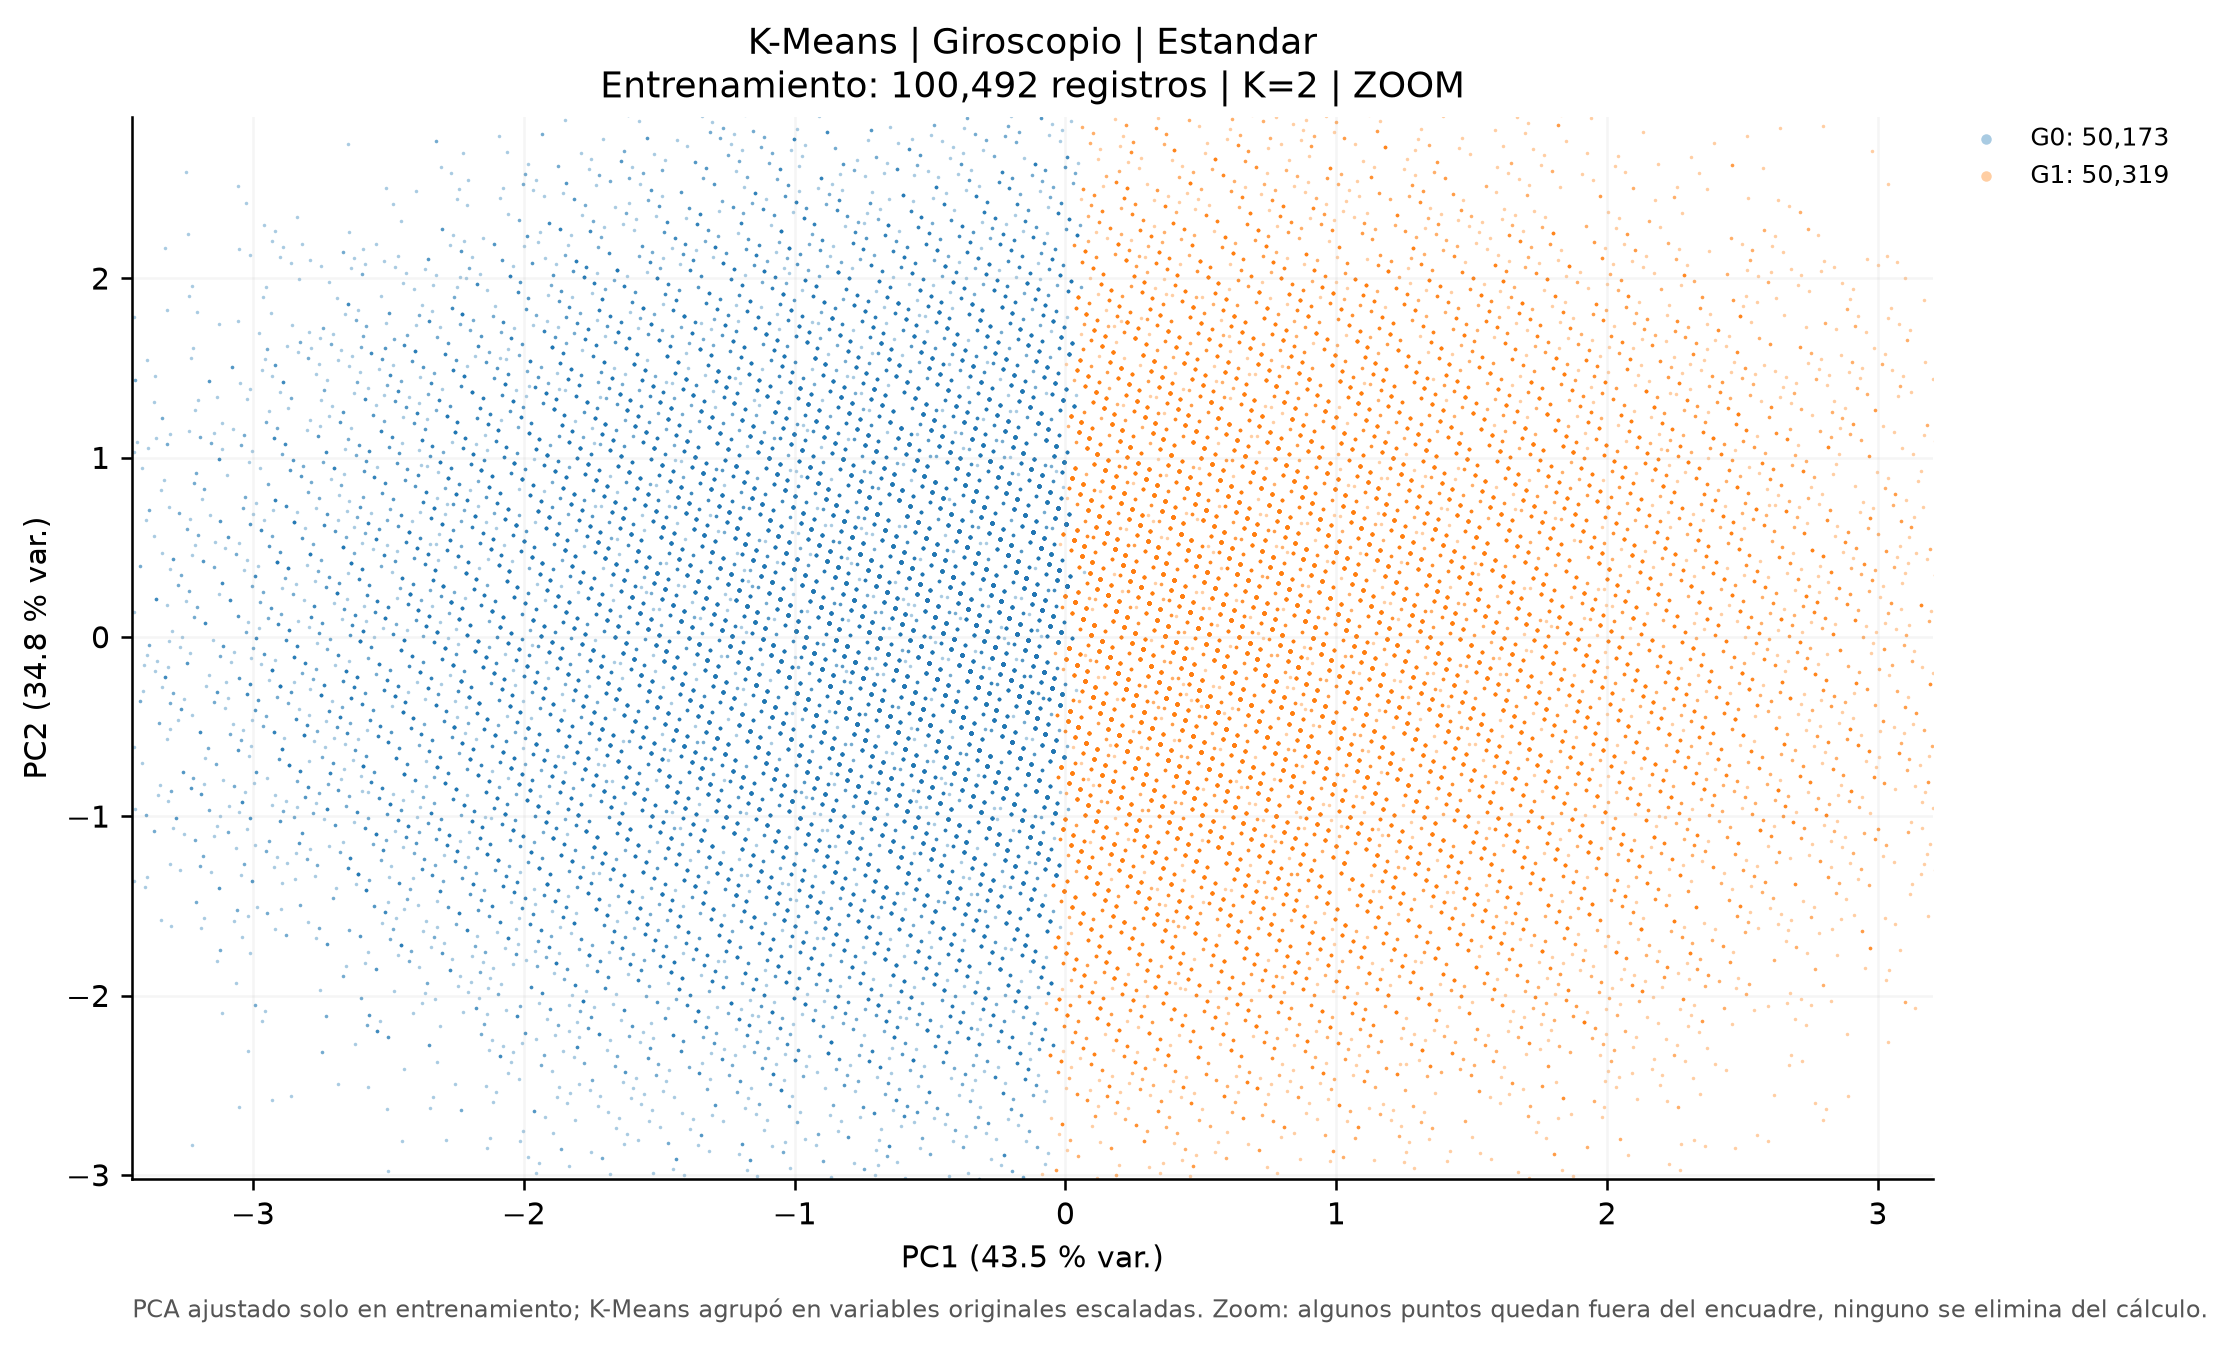 K-Means | Giroscopio | Estandar
Entrenamiento: 100,492 registros | K=2 | ZOOM
G0: 50,173
G1: 50,319
PC2 (34.8 % var.)
2
1
0
−1
−2
−3
−3 −2 −1 0 1 2 3
PC1 (43.5 % var.)
PCA ajustado solo en entrenamiento; K-Means agrupó en variables originales escaladas. Zoom: algunos puntos quedan fuera del encuadre, ninguno se elimina del cálculo.